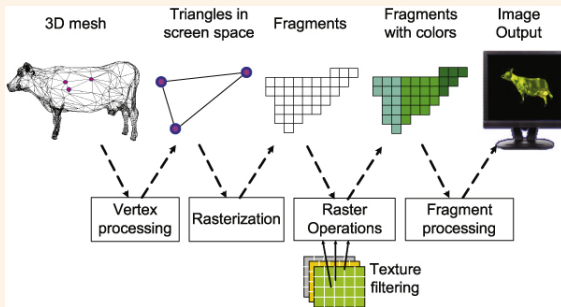 3D mesh
Triangles in
screen space
Fragments
Fragments
with colors
Image
Output
Vertex
processing
Rasterization
Raster
Operations
Fragment
processing
Texture
filtering